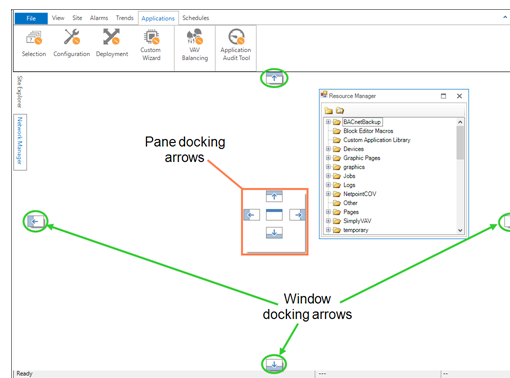 File View Site Alarms Trends Applications Schedules
Selection Configuration Deployment Custom Wizard VAV Balancing Application Audit Tool
Site Explorer
Network Manager
Resource Manager
BACnetBackup
Block Editor Macros
Custom Application Library
Devices
Graphic Pages
graphics
Jobs
Logs
NetpointCOV
Other
Pages
SimplyVAV
temporary
Pane docking
arrows
Window
docking arrows
Ready